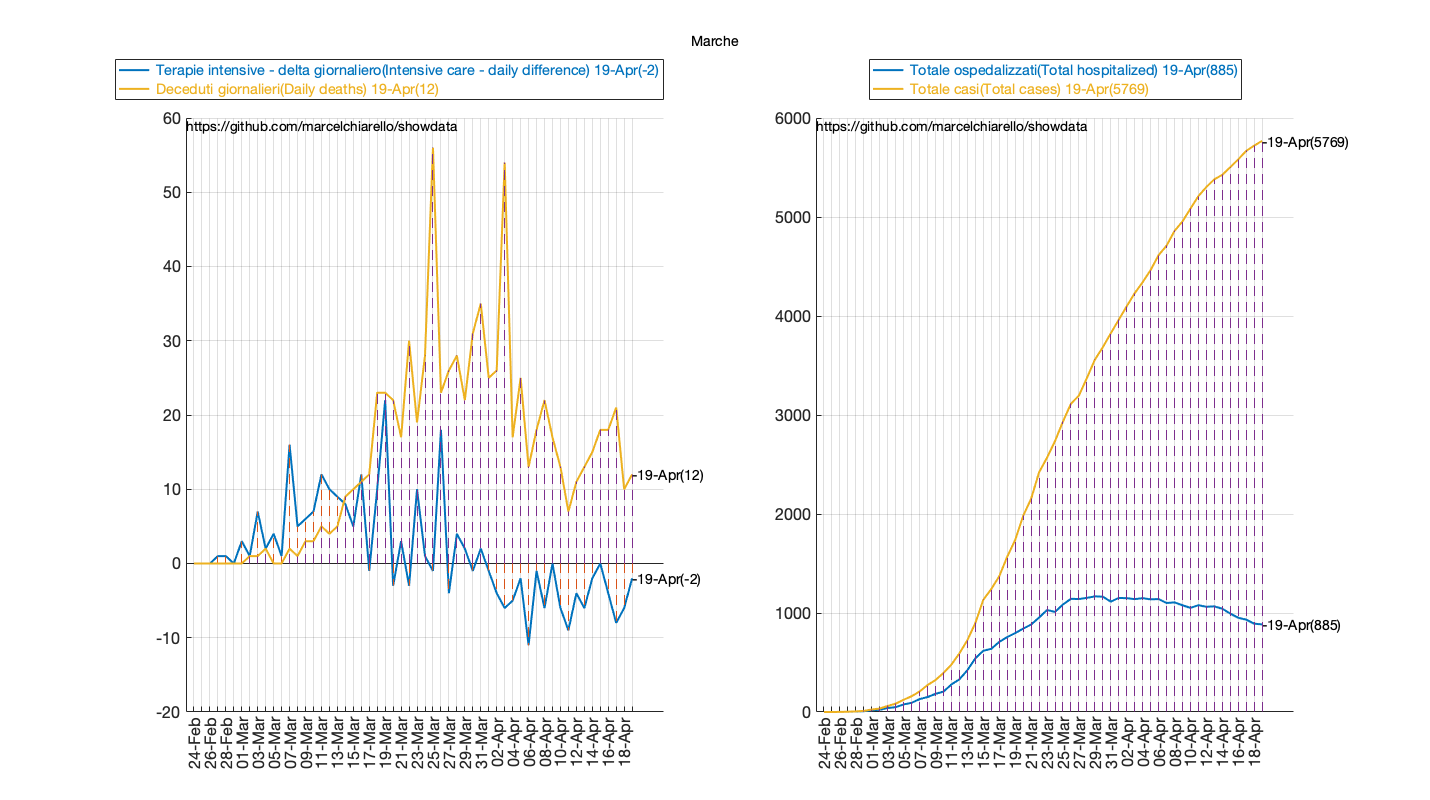 Marche
Terapie intensive - delta giornaliero(Intensive care - daily difference) 19-Apr(-2)
Deceduti giornalieri(Daily deaths) 19-Apr(12)
https://github.com/marcelchiarello/showdata
60
50
40
30
20
10
0
-10
-20
-19-Apr(12)
-19-Apr(-2)
24-Feb
26-Feb
28-Feb
01-Mar
03-Mar
05-Mar
07-Mar
09-Mar
11-Mar
13-Mar
15-Mar
17-Mar
19-Mar
21-Mar
23-Mar
25-Mar
27-Mar
29-Mar
31-Mar
02-Apr
04-Apr
06-Apr
08-Apr
10-Apr
12-Apr
14-Apr
16-Apr
18-Apr
Totale ospedalizzati(Total hospitalized) 19-Apr(885)
Totale casi(Total cases) 19-Apr(5769)
https://github.com/marcelchiarello/showdata
6000
5000
4000
3000
2000
1000
0
-19-Apr(5769)
-19-Apr(885)
24-Feb
26-Feb
28-Feb
01-Mar
03-Mar
05-Mar
07-Mar
09-Mar
11-Mar
13-Mar
15-Mar
17-Mar
19-Mar
21-Mar
23-Mar
25-Mar
27-Mar
29-Mar
31-Mar
02-Apr
04-Apr
06-Apr
08-Apr
10-Apr
12-Apr
14-Apr
16-Apr
18-Apr